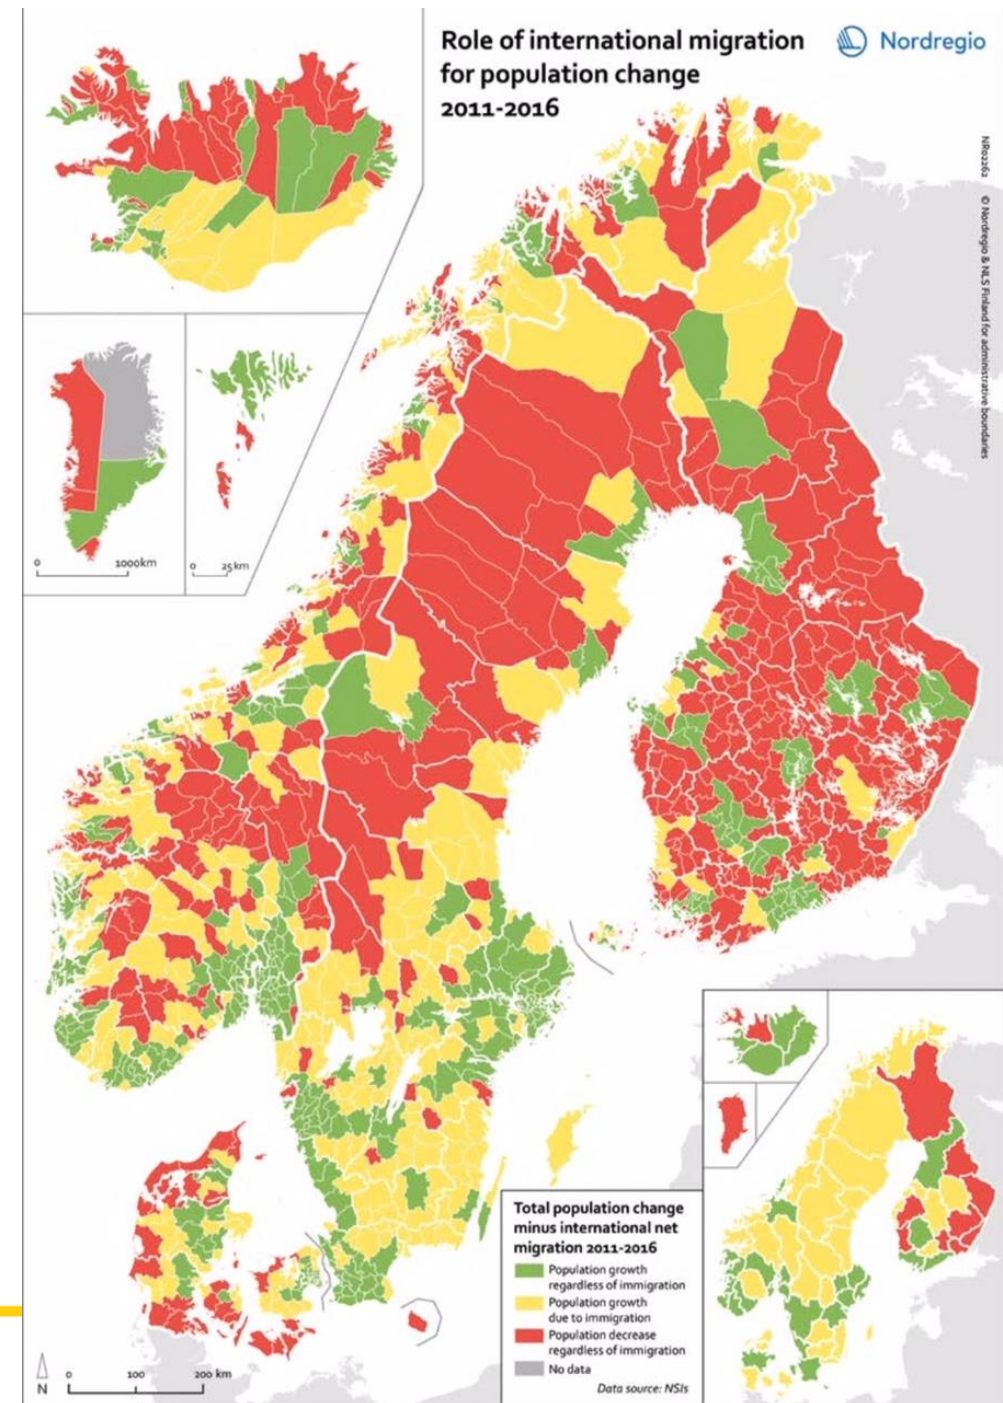 Role of international migration
for population change
2011-2016
Nordregio
NR02262 © Nordregio & NLS Finland for administrative boundaries
0 1000km
0 25km
Total population change
minus international net
migration 2011-2016
Population growth
regardless of immigration
Population growth
due to immigration
Population decrease
regardless of immigration
No data
Data source: NSIs
N
0 100 200 km